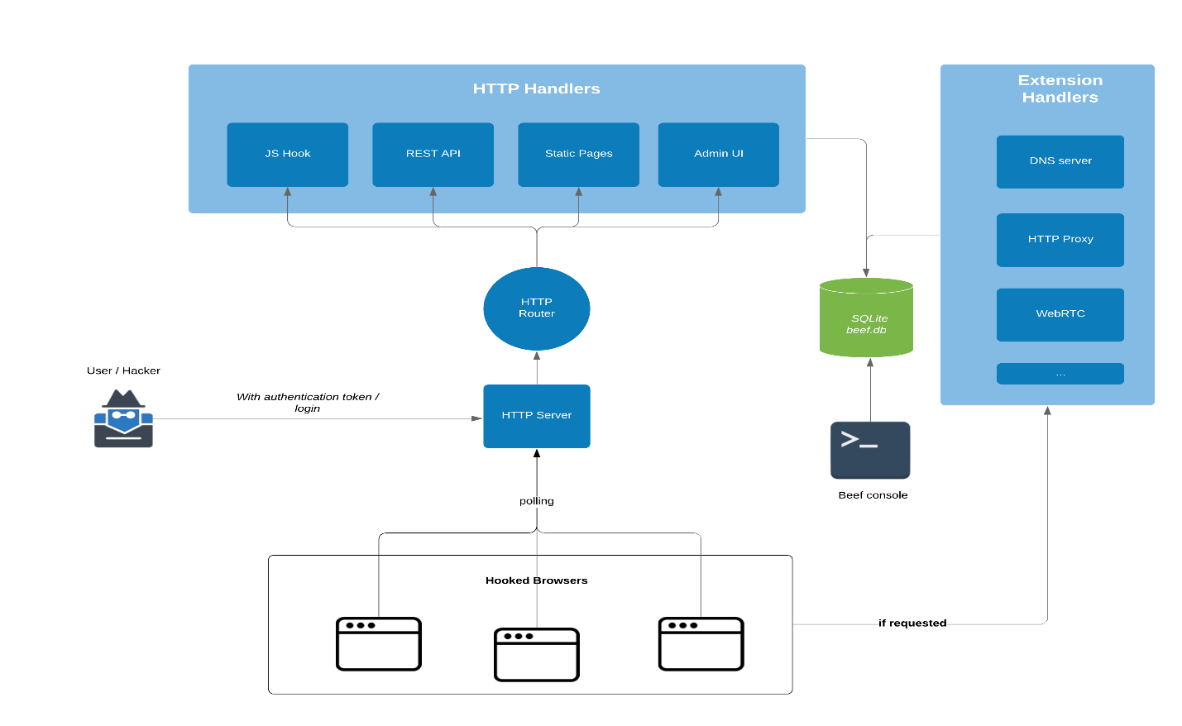 HTTP Handlers
JS Hook
REST API
Static Pages
Admin UI
Extension
Handlers
DNS server
HTTP Proxy
WebRTC
...
HTTP
Router
SQLite
beef.db
User / Hacker
With authentication token /
login
HTTP Server
>_
Beef console
polling
Hooked Browsers
if requested